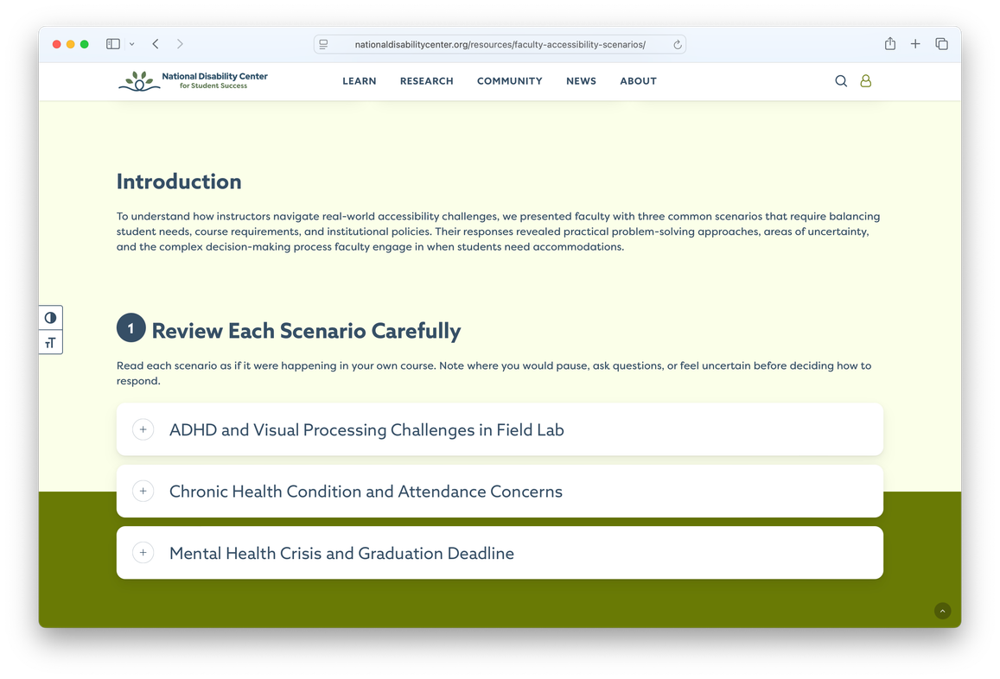 nationaldisabilitycenter.org/resources/faculty-accessibility-scenarios/
National Disability Center
for Student Success
LEARN
RESEARCH
COMMUNITY
NEWS
ABOUT
Introduction
To understand how instructors navigate real-world accessibility challenges, we presented faculty with three common scenarios that require balancing
student needs, course requirements, and institutional policies. Their responses revealed practical problem-solving approaches, areas of uncertainty,
and the complex decision-making process faculty engage in when students need accommodations.
1 Review Each Scenario Carefully
Read each scenario as if it were happening in your own course. Note where you would pause, ask questions, or feel uncertain before deciding how to
respond.
TT
+ ADHD and Visual Processing Challenges in Field Lab
+ Chronic Health Condition and Attendance Concerns
+ Mental Health Crisis and Graduation Deadline